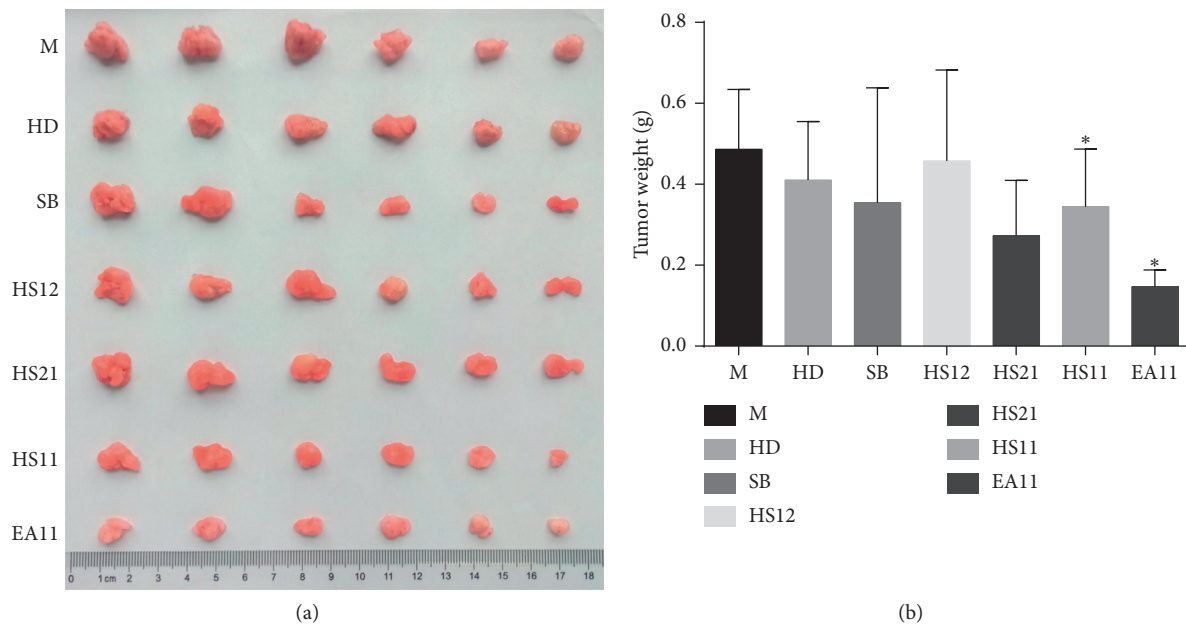 M
HD
SB
HS12
HS21
HS11
EA11
0 1 cm 2 3 4 5 6 7 8 9 10 11 12 13 14 15 16 17 18
(a)
Tumor weight (g)
0.8
0.6
0.4
0.2
0.0
*
*
M HD SB HS12 HS21 HS11 EA11
M
HD
SB
HS12
HS21
HS11
EA11
(b)